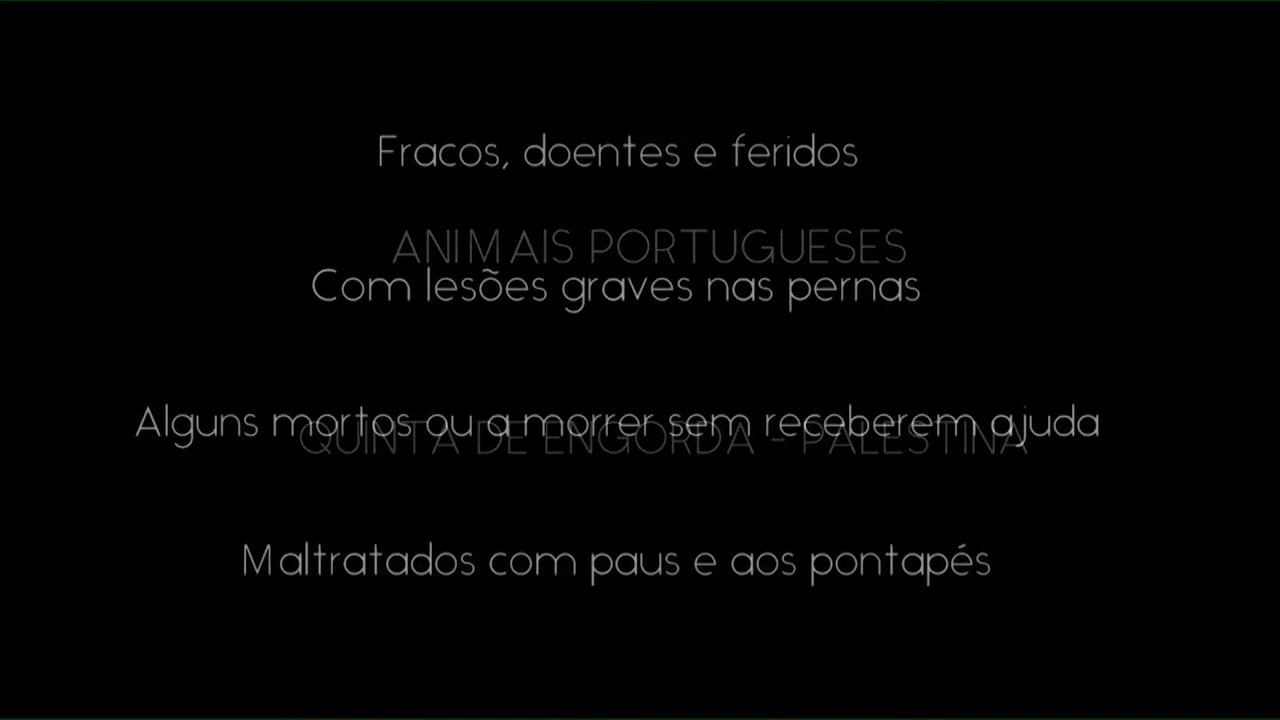 Fracos, doentes e feridos
ANIMAIS PORTUGUESES
Com lesões graves nas pernas
Alguns mortos ou a morrer sem receberem ajuda
QUINTA DE ENGORDA - PALESTINA
Maltratados com paus e aos pontapés